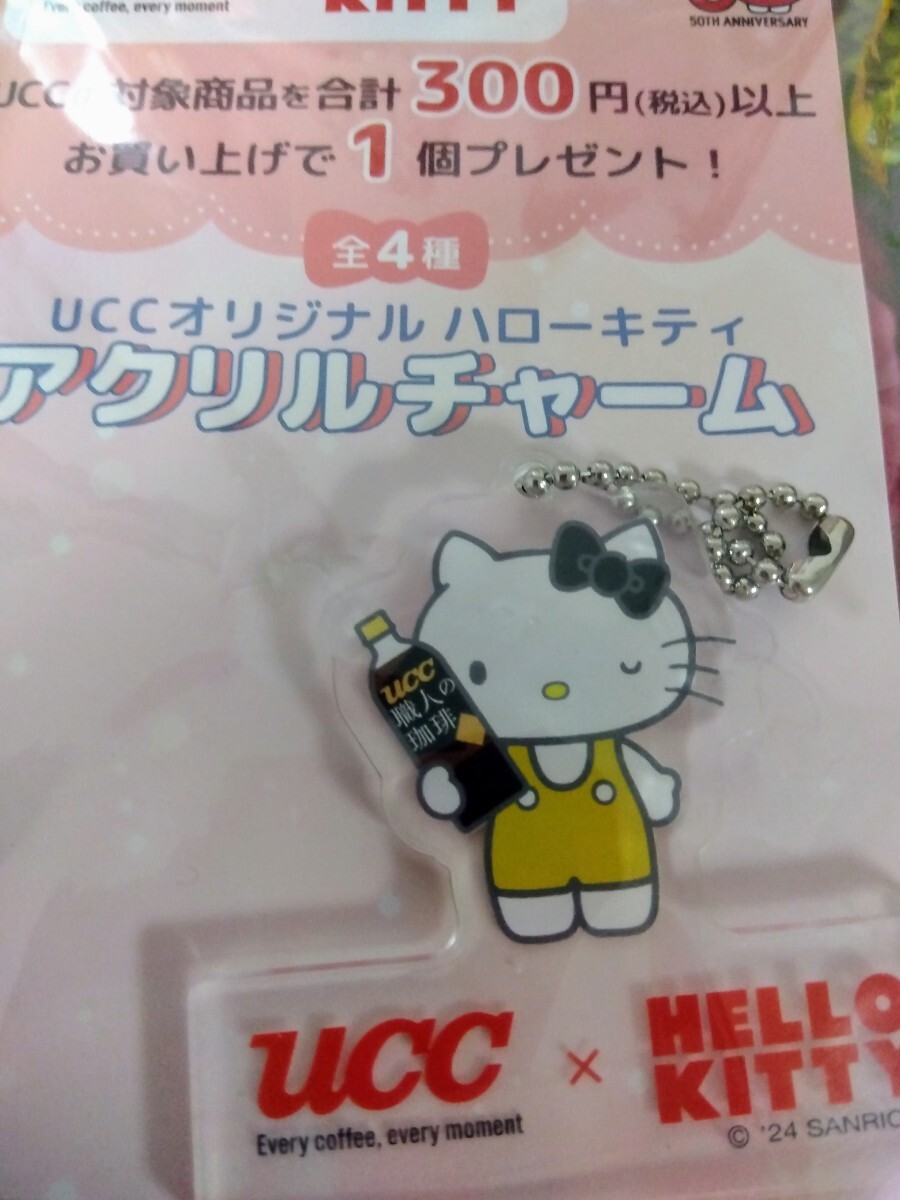 Every coffee, every moment
KITTY
50TH ANNIVERSARY
UCCの対象商品を合計300円(税込)以上
お買い上げで1個プレゼント!
全4種
UCCオリジナル ハローキティ
アクリルチャーム
ucc
職人の
珈琲
ucc × HELLO
KITTY
Every coffee, every moment
© '24 SANRIO